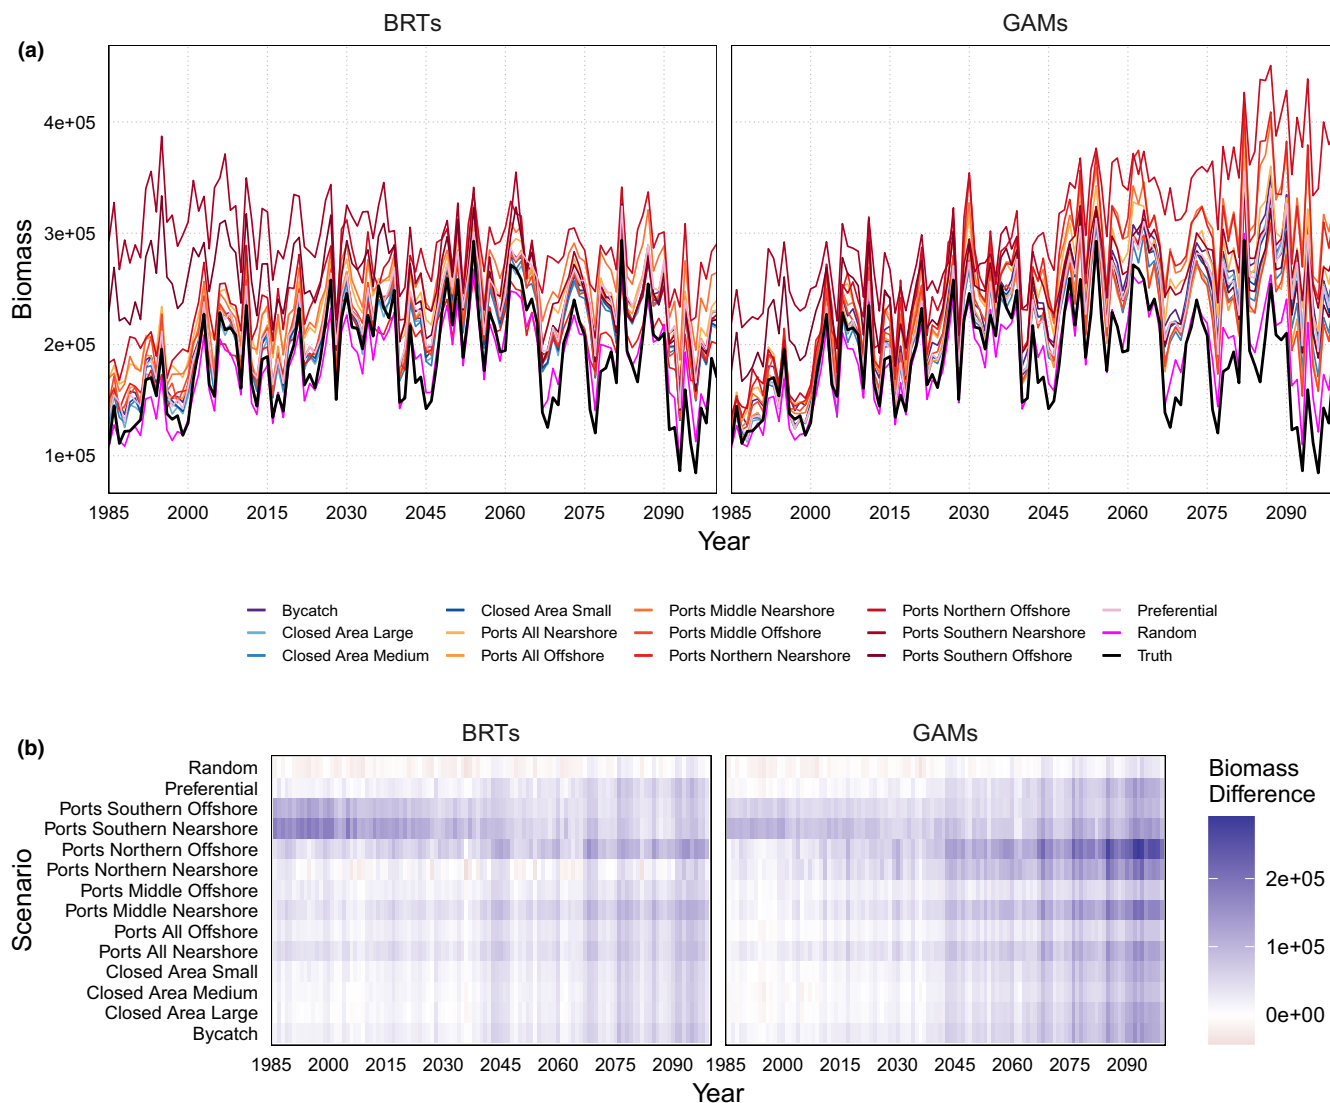 BRTs
GAMs
(a)
Biomass
4e+05
3e+05
2e+05
1e+05
1985 2000 2015 2030 2045 2060 2075 2090
1985 2000 2015 2030 2045 2060 2075 2090
Year
Bycatch
Closed Area Large
Closed Area Medium
Closed Area Small
Ports All Nearshore
Ports All Offshore
Ports Middle Nearshore
Ports Middle Offshore
Ports Northern Nearshore
Ports Northern Offshore
Ports Southern Nearshore
Ports Southern Offshore
Preferential
Random
Truth
(b)
BRTs
GAMs
Scenario
Random
Preferential
Ports Southern Offshore
Ports Southern Nearshore
Ports Northern Offshore
Ports Northern Nearshore
Ports Middle Offshore
Ports Middle Nearshore
Ports All Offshore
Ports All Nearshore
Closed Area Small
Closed Area Medium
Closed Area Large
Bycatch
1985 2000 2015 2030 2045 2060 2075 2090
1985 2000 2015 2030 2045 2060 2075 2090
Year
Biomass
Difference
2e+05
1e+05
0e+00